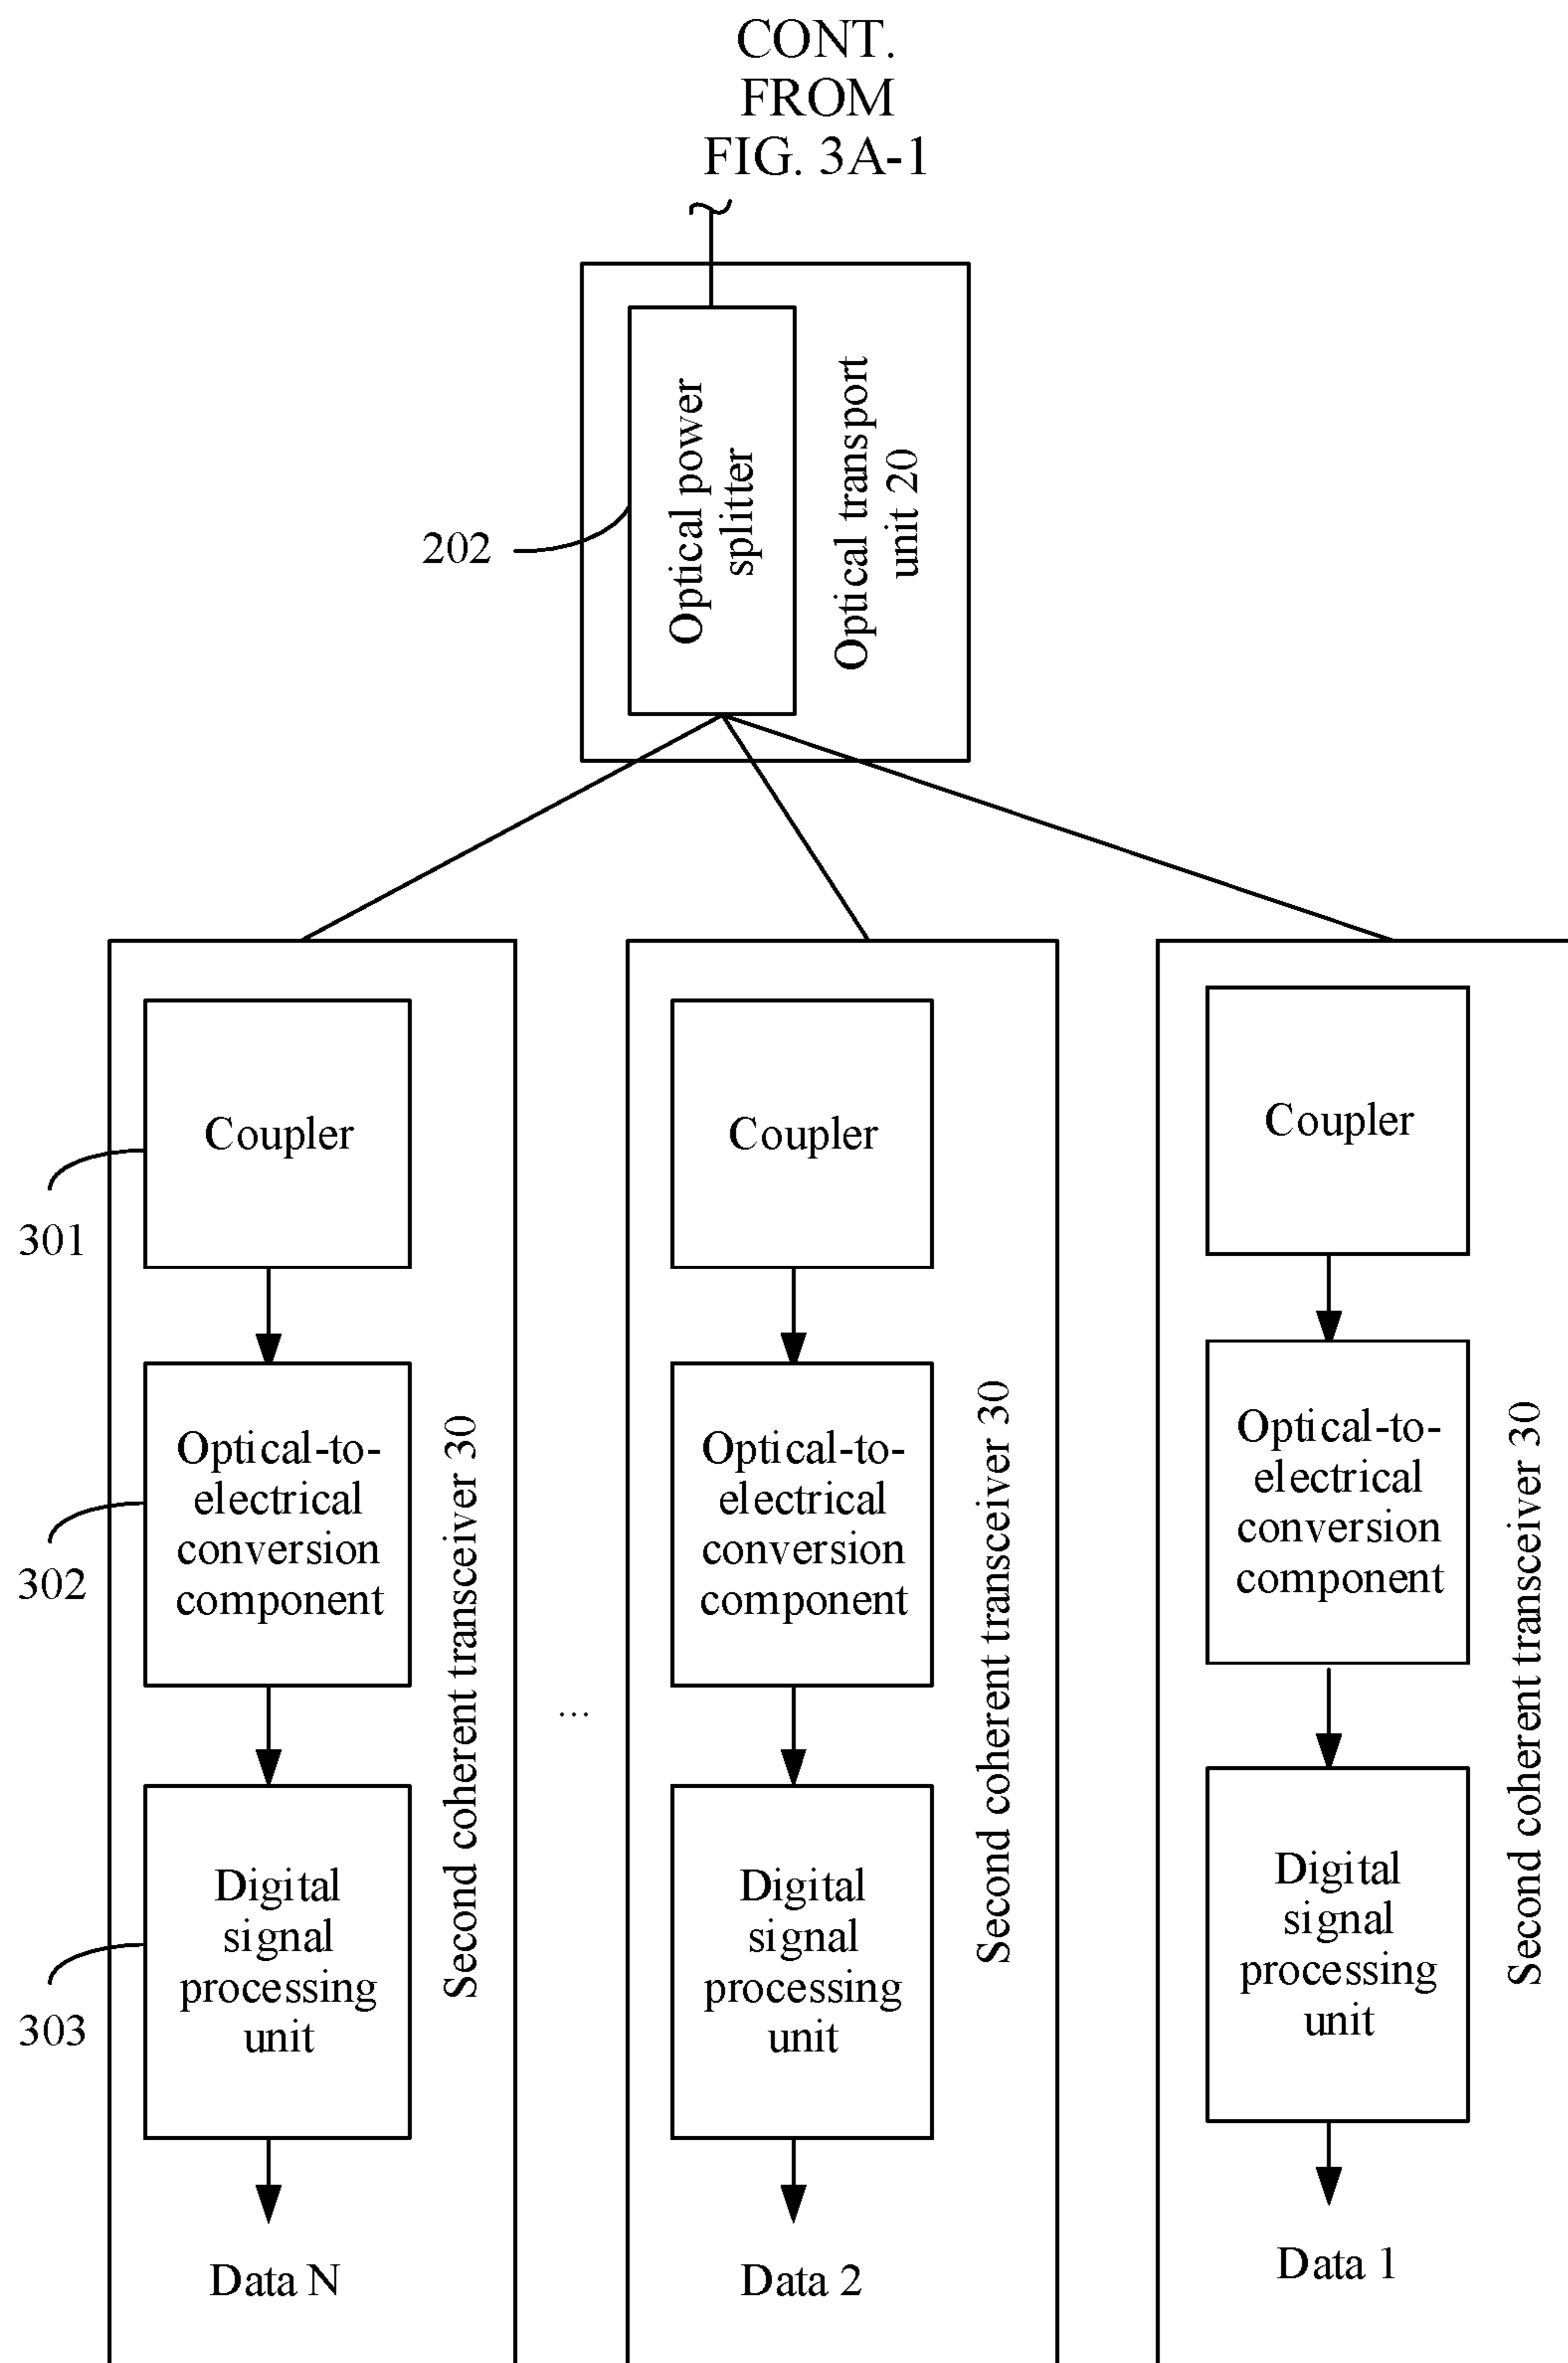 CONT.
FROM
FIG. 3A-1
Optical power
splitter
Optical transport
unit 20
202
Coupler
301
Optical-to-
electrical
conversion
component
302
Digital
signal
processing
unit
303
Second coherent transceiver 30
Data N
...
Coupler
Optical-to-
electrical
conversion
component
Digital
signal
processing
unit
Second coherent transceiver 30
Data 2
Coupler
Optical-to-
electrical
conversion
component
Digital
signal
processing
unit
Second coherent transceiver 30
Data 1